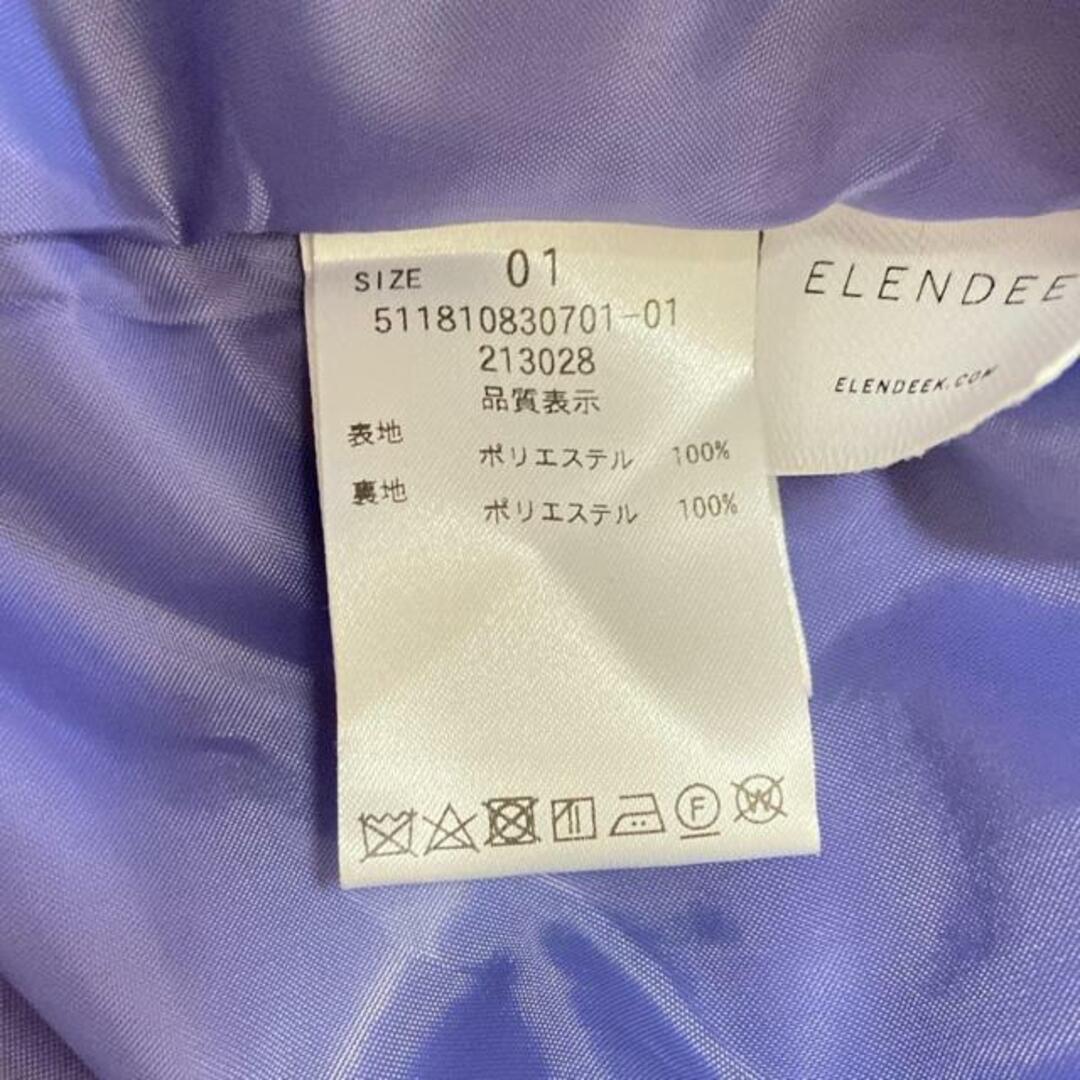 SIZE 01
511810830701-01
213028
品質表示
表地
ポリエステル 100%
裏地
ポリエステル 100%
F
W
ELENDEE
ELENDEEK.COM